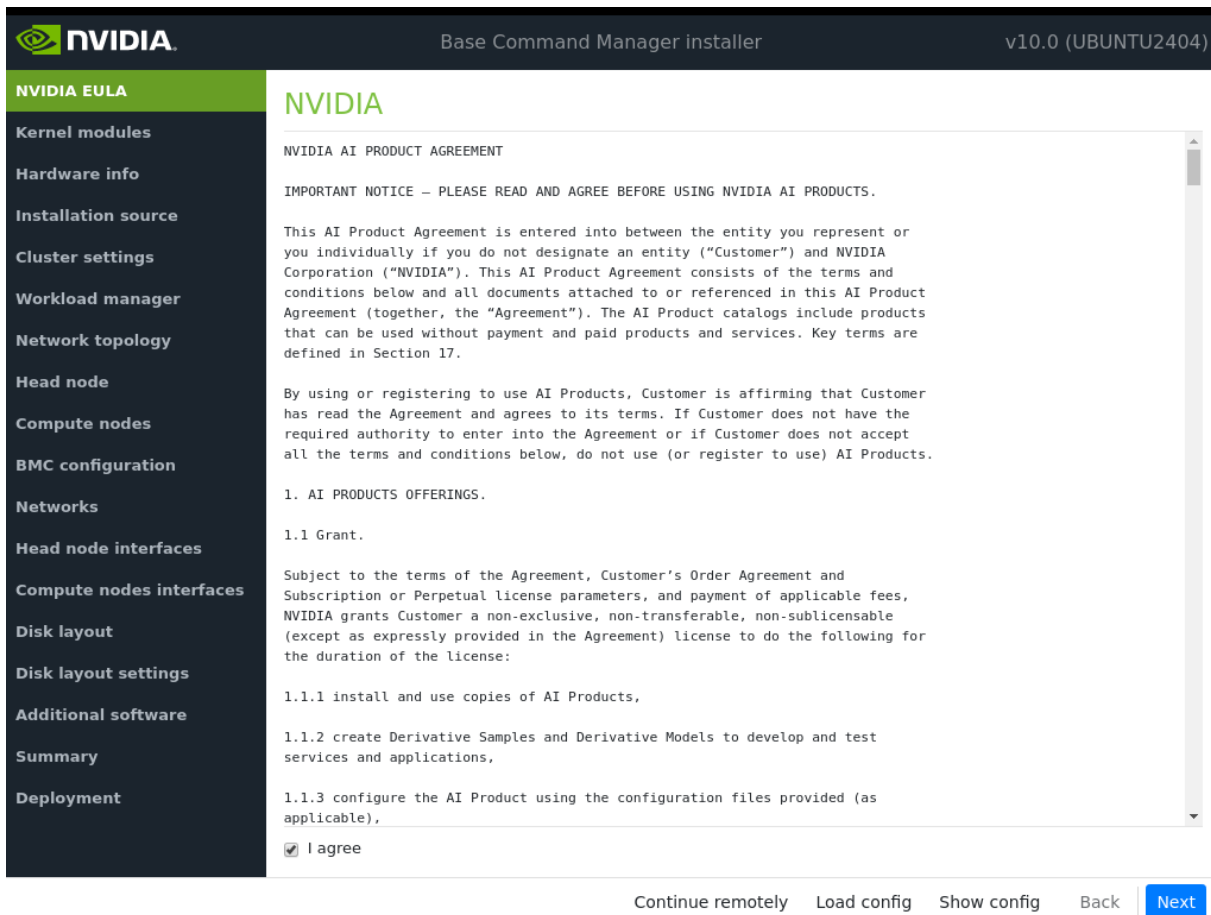 NVIDIA.
Base Command Manager installer
v10.0 (UBUNTU2404)
NVIDIA EULA
Kernel modules
Hardware info
Installation source
Cluster settings
Workload manager
Network topology
Head node
Compute nodes
BMC configuration
Networks
Head node interfaces
Compute nodes interfaces
Disk layout
Disk layout settings
Additional software
Summary
Deployment
NVIDIA
NVIDIA AI PRODUCT AGREEMENT
IMPORTANT NOTICE – PLEASE READ AND AGREE BEFORE USING NVIDIA AI PRODUCTS.
This AI Product Agreement is entered into between the entity you represent or
you individually if you do not designate an entity (“Customer”) and NVIDIA
Corporation (“NVIDIA”). This AI Product Agreement consists of the terms and
conditions below and all documents attached to or referenced in this AI Product
Agreement (together, the “Agreement”). The AI Product catalogs include products
that can be used without payment and paid products and services. Key terms are
defined in Section 17.
By using or registering to use AI Products, Customer is affirming that Customer
has read the Agreement and agrees to its terms. If Customer does not have the
required authority to enter into the Agreement or if Customer does not accept
all the terms and conditions below, do not use (or register to use) AI Products.
1. AI PRODUCTS OFFERINGS.
1.1 Grant.
Subject to the terms of the Agreement, Customer’s Order Agreement and
Subscription or Perpetual license parameters, and payment of applicable fees,
NVIDIA grants Customer a non-exclusive, non-transferable, non-sublicensable
(except as expressly provided in the Agreement) license to do the following for
the duration of the license:
1.1.1 install and use copies of AI Products,
1.1.2 create Derivative Samples and Derivative Models to develop and test
services and applications,
1.1.3 configure the AI Product using the configuration files provided (as
applicable),
I agree
Continue remotely
Load config
Show config
Back
Next